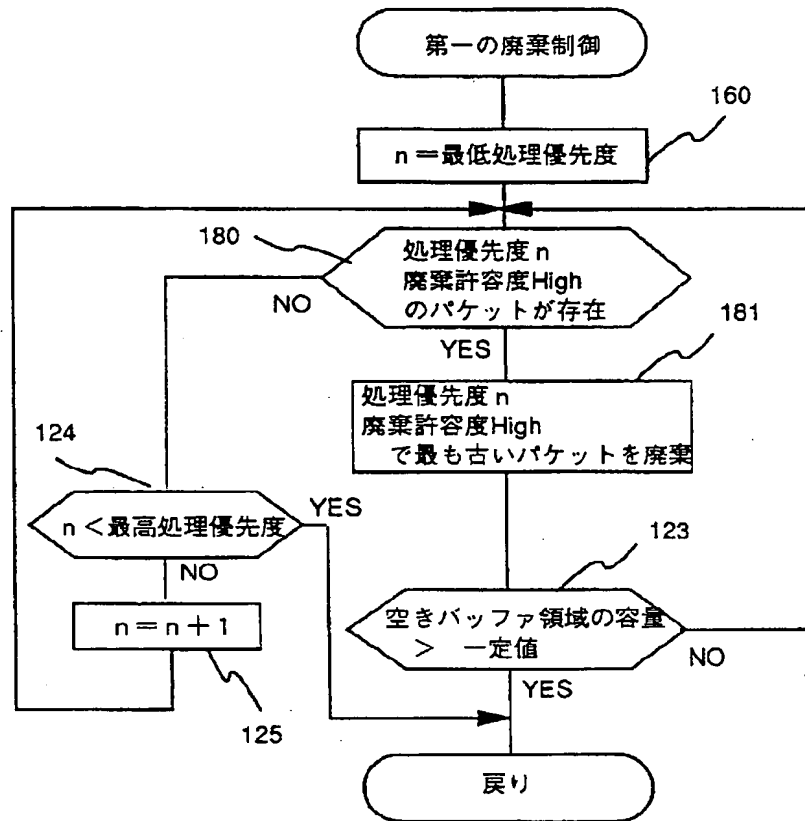 第一の廃棄制御
160
n＝最低処理優先度
180
処理優先度 n
廃棄許容度High
のパケットが存在
NO
YES
181
処理優先度 n
廃棄許容度High
で最も古いパケットを廃棄
124
n＜最高処理優先度
YES
NO
123
空きバッファ領域の容量
＞ 一定値
NO
YES
n＝n＋1
125
戻り